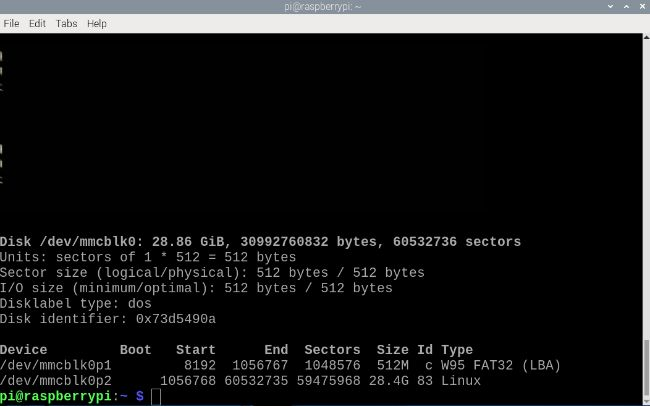 pi@raspberrypi: ~
File Edit Tabs Help
Disk /dev/mmcblk0: 28.86 GiB, 30992760832 bytes, 60532736 sectors
Units: sectors of 1 * 512 = 512 bytes
Sector size (logical/physical): 512 bytes / 512 bytes
I/O size (minimum/optimal): 512 bytes / 512 bytes
Disklabel type: dos
Disk identifier: 0x73d5490a
Device Boot Start End Sectors Size Id Type
/dev/mmcblk0p1 8192 1056767 1048576 512M c W95 FAT32 (LBA)
/dev/mmcblk0p2 1056768 60532735 59475968 28.4G 83 Linux
pi@raspberrypi:~ $